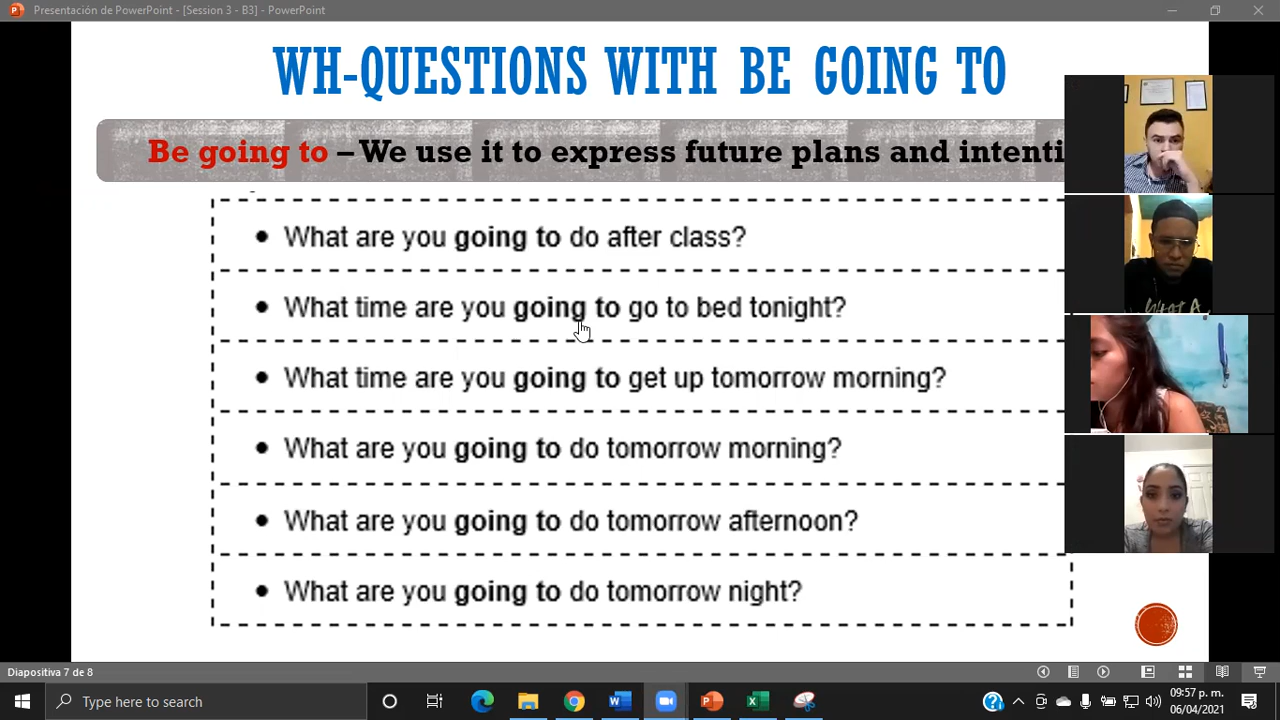 Presentación de PowerPoint - [Session 3 - B3] - PowerPoint
WH-QUESTIONS WITH BE GOING TO
Be going to – We use it to express future plans and intenti
• What are you going to do after class?
• What time are you going to go to bed tonight?
• What time are you going to get up tomorrow morning?
• What are you going to do tomorrow morning?
• What are you going to do tomorrow afternoon?
• What are you going to do tomorrow night?
Diapositiva 7 de 8
Type here to search
09:57 p. m.
06/04/2021